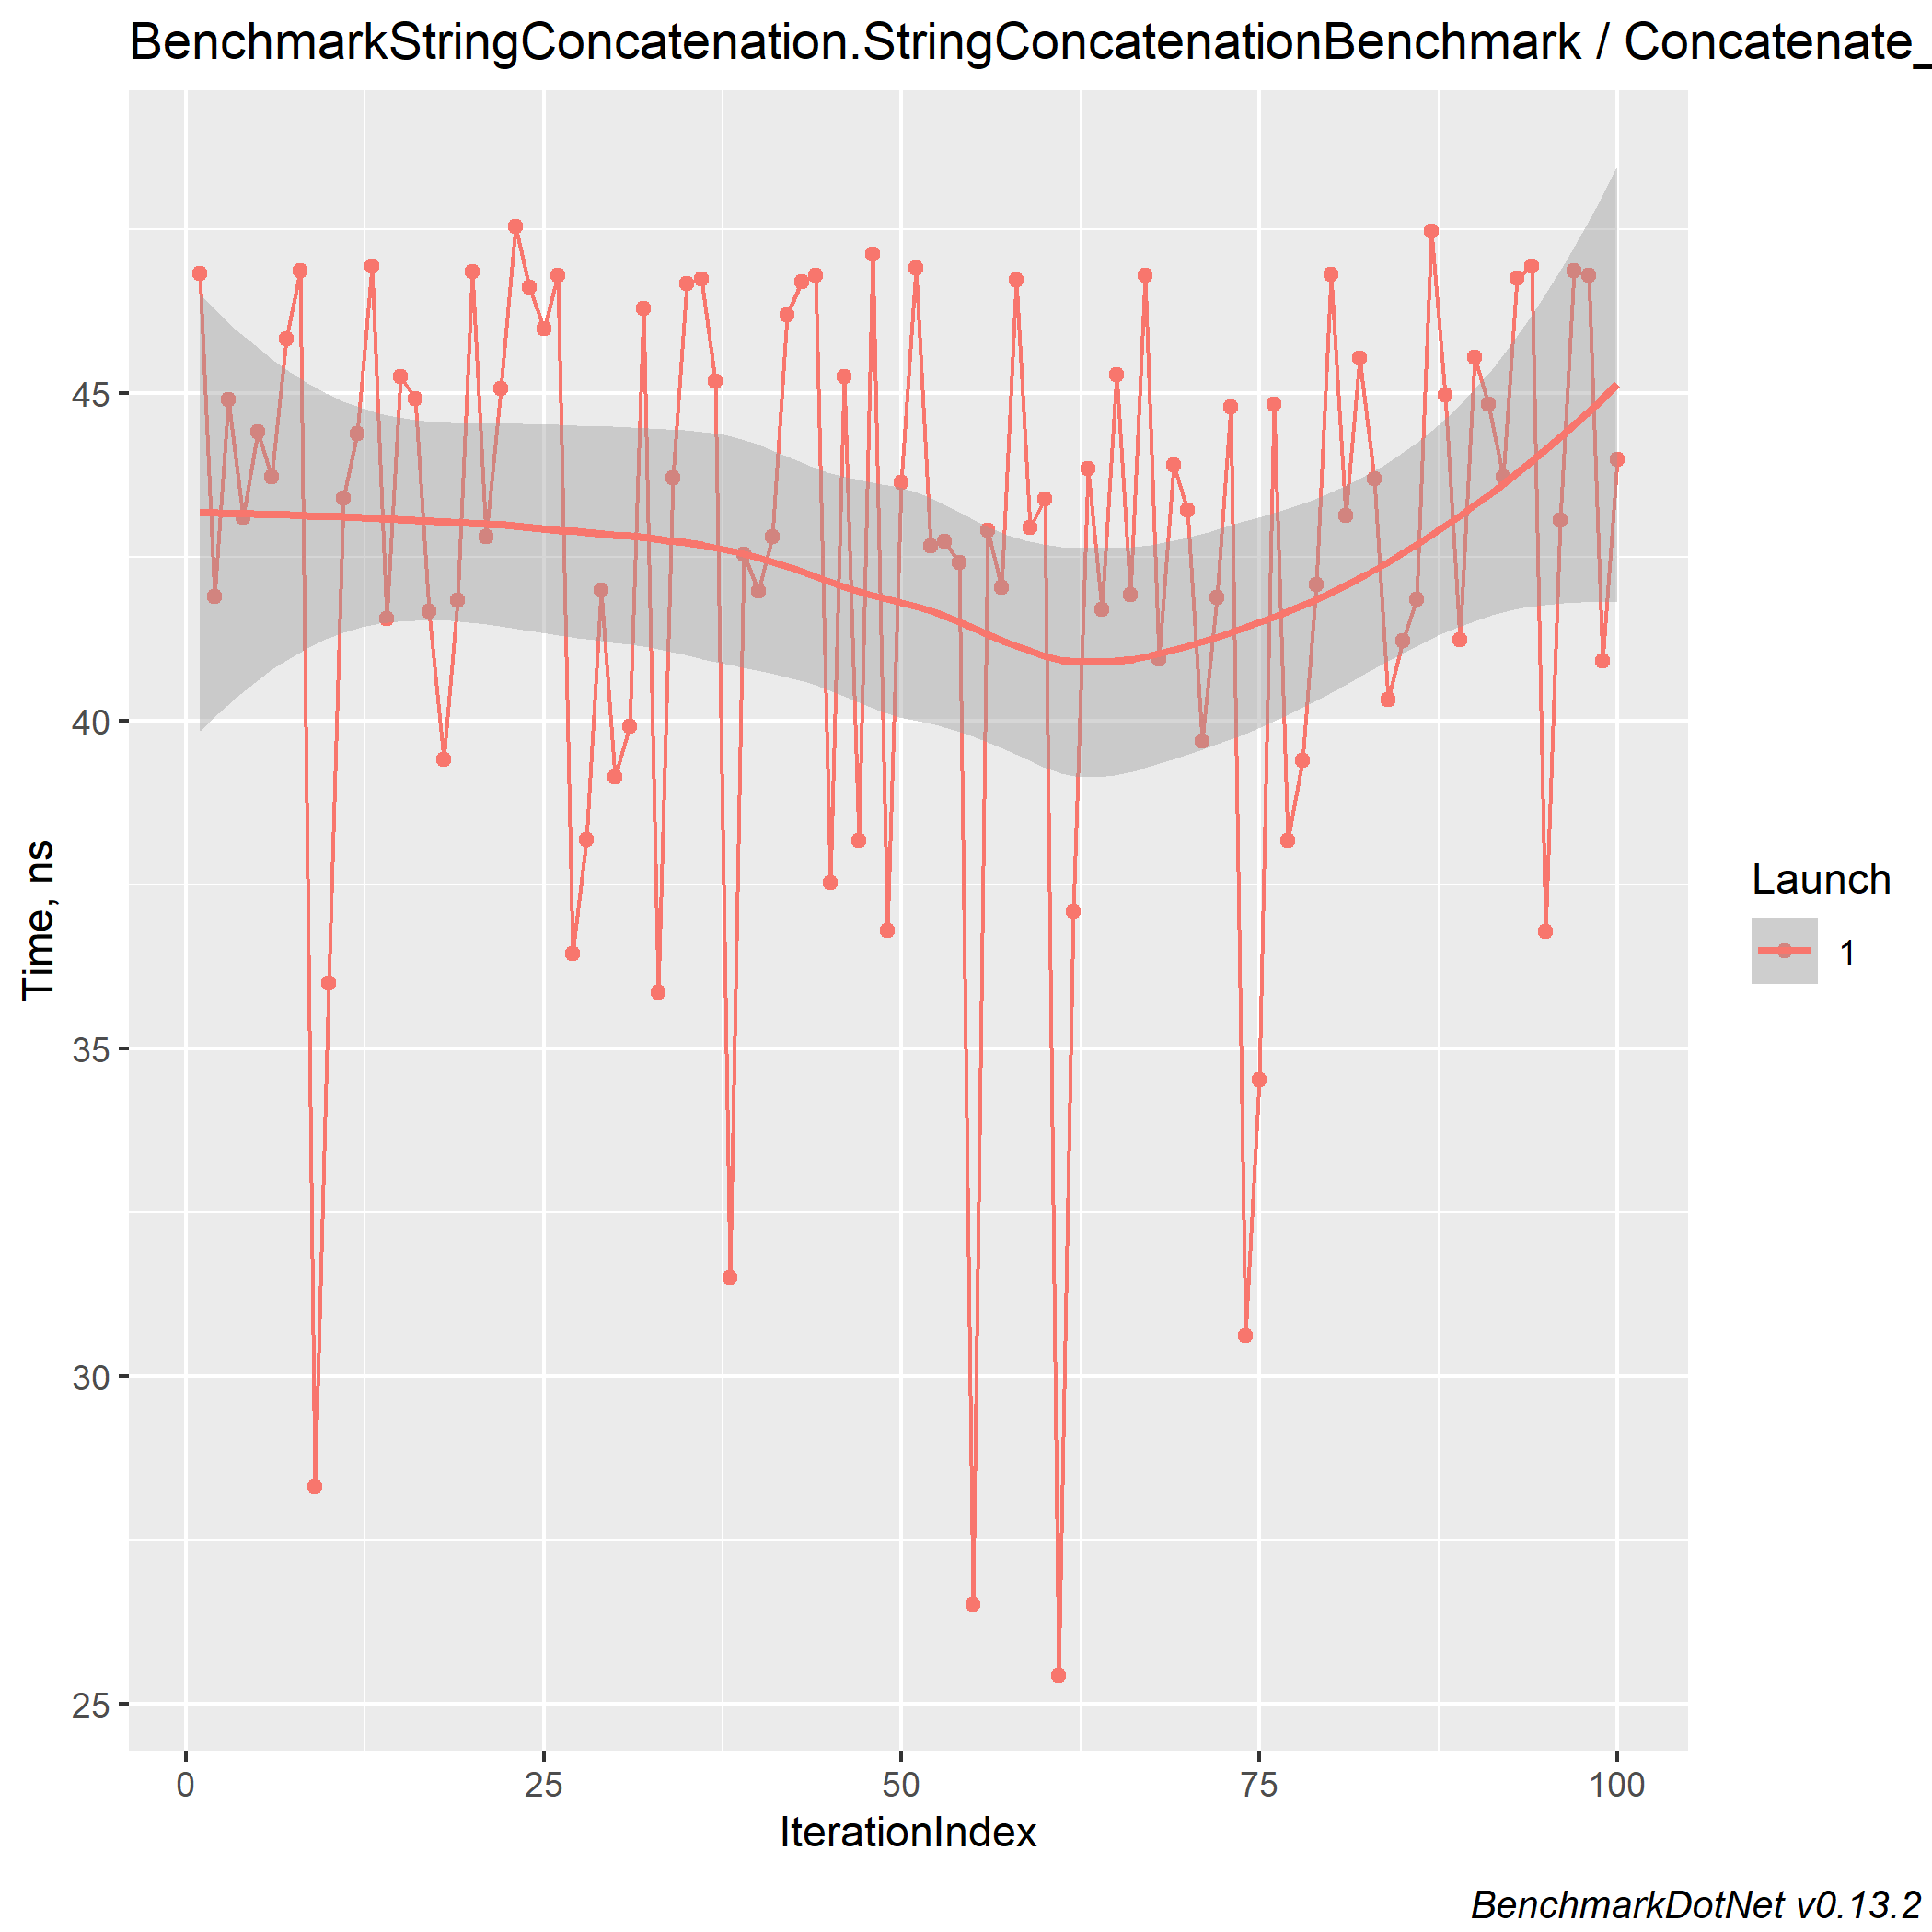 BenchmarkStringConcatenation.StringConcatenationBenchmark / Concatenate_
45
40
35
30
25
Time, ns
0 25 50 75 100
IterationIndex
Launch
1
BenchmarkDotNet v0.13.2